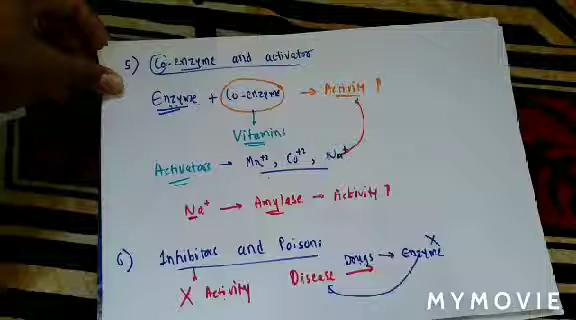 5) Co-enzyme and activator
Enzyme + Co-enzyme → Activity ↑
Vitamins
Activators → Mn+2, Co+2, Na+
Na+ → Amylase → Activity ↑
6) Inhibitors and Poisons
X Activity
Disease Drugs → Enzyme X
MYMOVIE